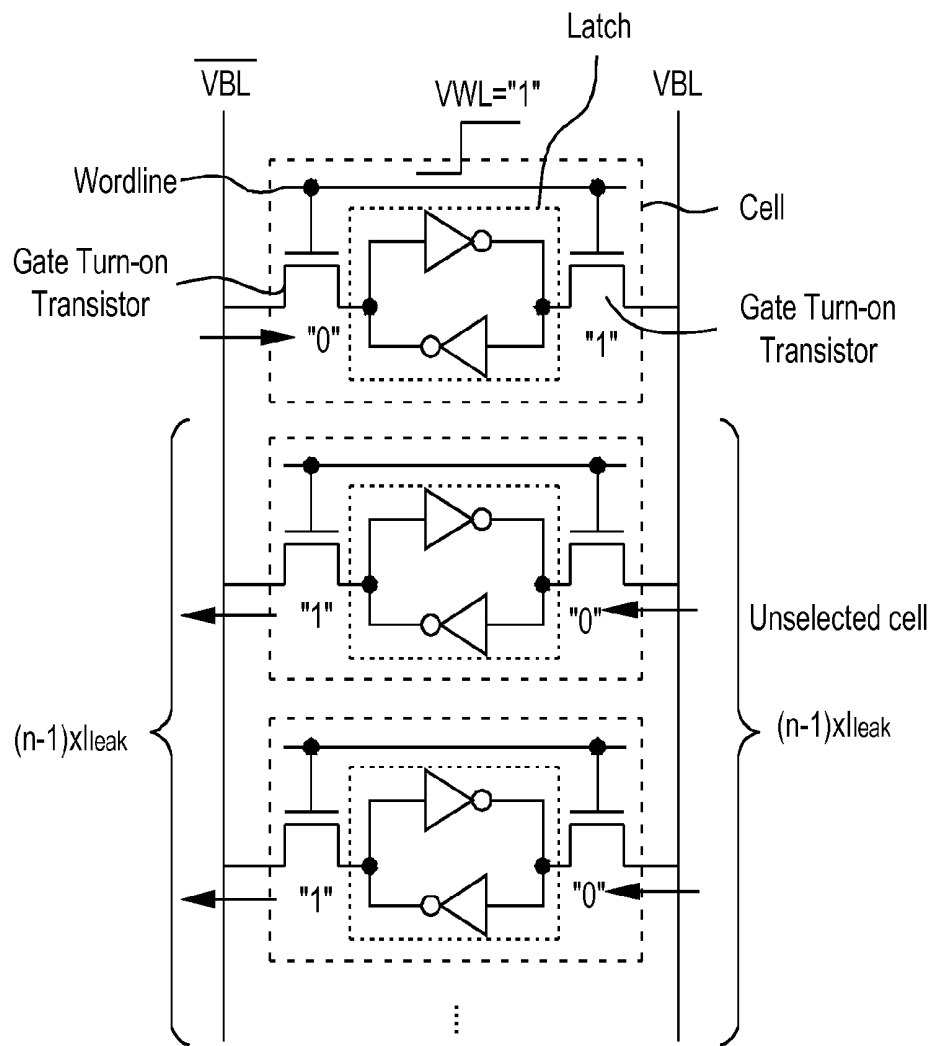 Latch
VBL
VWL="1"
VBL
Wordline
Cell
Gate Turn-on
Transistor
Gate Turn-on
Transistor
"0"
"1"
"1"
"0"
Unselected cell
(n-1)xIleak
(n-1)xIleak
"1"
"0"